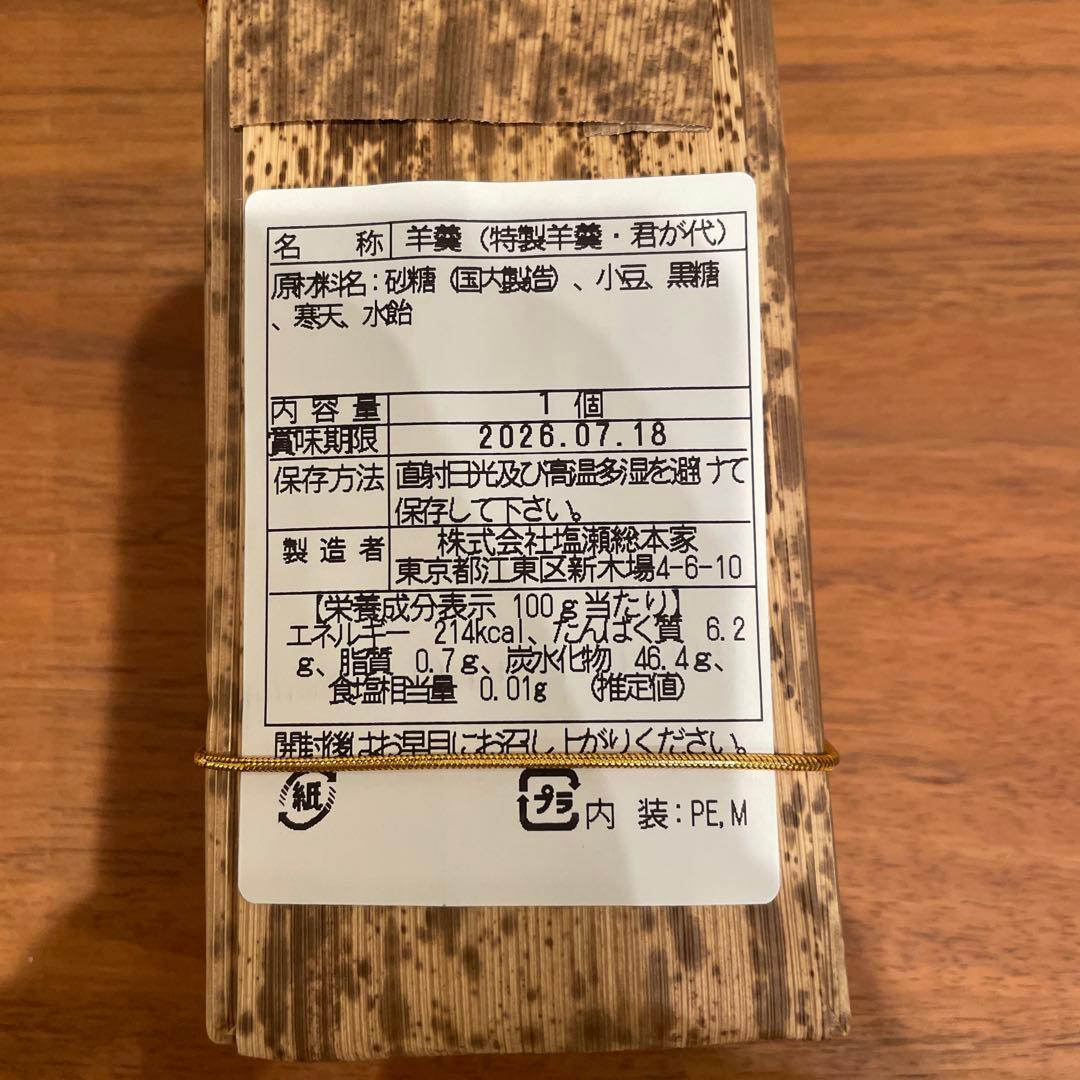 名 称 羊羹 (特製羊羹・君が代)
原材料名:砂糖 (国内製造) 、小豆、黒糖
、寒天、水飴
内容量 1 個
賞味期限 2026.07.18
保存方法 直射日光及び高温多湿を避けて
保存して下さい。
製造者 株式会社塩瀬総本家
東京都江東区新木場4-6-10
【栄養成分表示 100g当たり】
エネルギー 214kcal、たんぱく質 6.2
g、脂質 0.7g、炭水化物 46.4g、
食塩相当量 0.01g (推定値)
開封後はお早目にお召し上がりください。
紙
プラ 内 装:PE,M